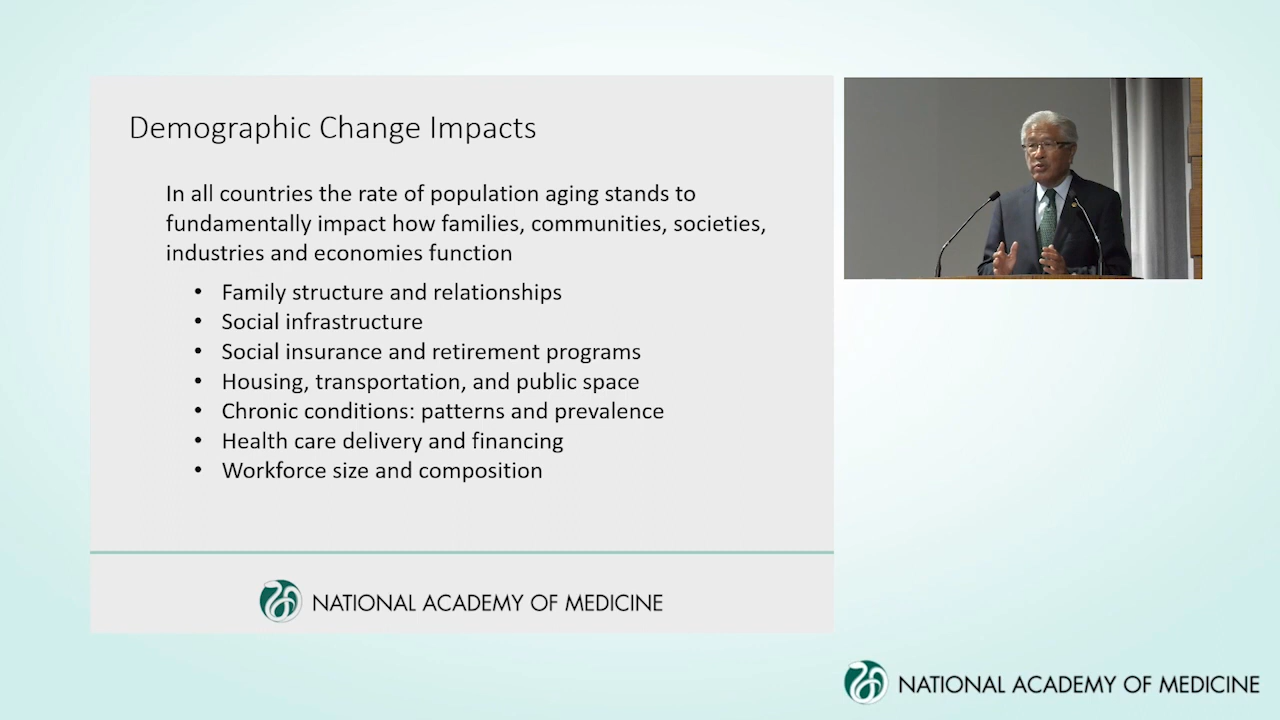 Demographic Change Impacts
In all countries the rate of population aging stands to
fundamentally impact how families, communities, societies,
industries and economies function
• Family structure and relationships
• Social infrastructure
• Social insurance and retirement programs
• Housing, transportation, and public space
• Chronic conditions: patterns and prevalence
• Health care delivery and financing
• Workforce size and composition
NATIONAL ACADEMY OF MEDICINE
NATIONAL ACADEMY OF MEDICINE